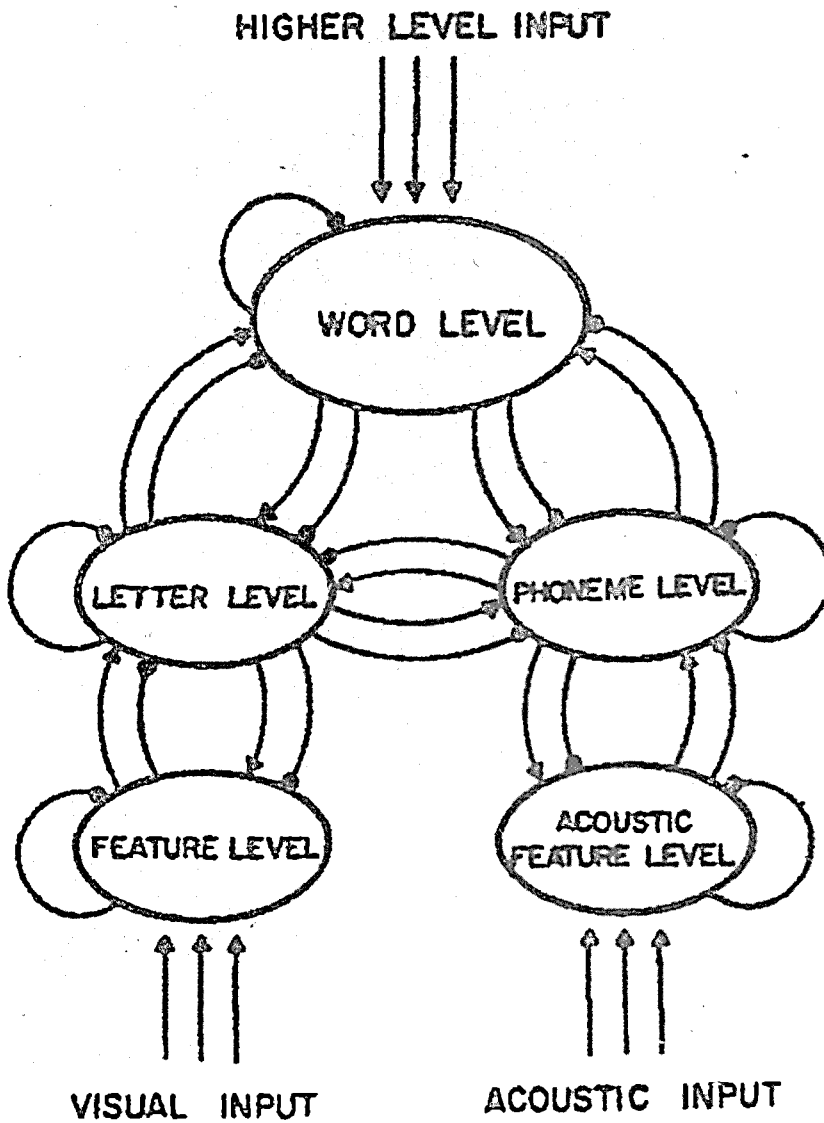 HIGHER LEVEL INPUT
WORD LEVEL
LETTER LEVEL
PHONEME LEVEL
FEATURE LEVEL
ACOUSTIC
FEATURE LEVEL
VISUAL INPUT
ACOUSTIC INPUT